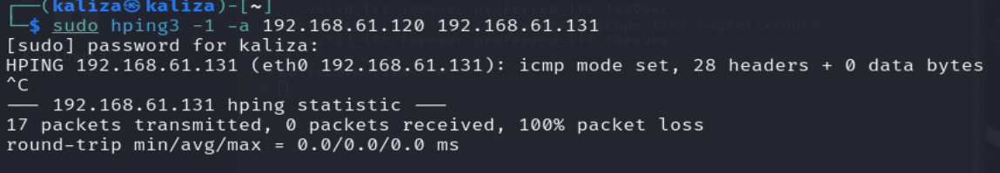 ┌──(kaliza㉿kaliza)-[~]
└─$ sudo hping3 -1 -a 192.168.61.120 192.168.61.131
[sudo] password for kaliza:
HPING 192.168.61.131 (eth0 192.168.61.131): icmp mode set, 28 headers + 0 data bytes
^C
─── 192.168.61.131 hping statistic ───
17 packets transmitted, 0 packets received, 100% packet loss
round-trip min/avg/max = 0.0/0.0/0.0 ms